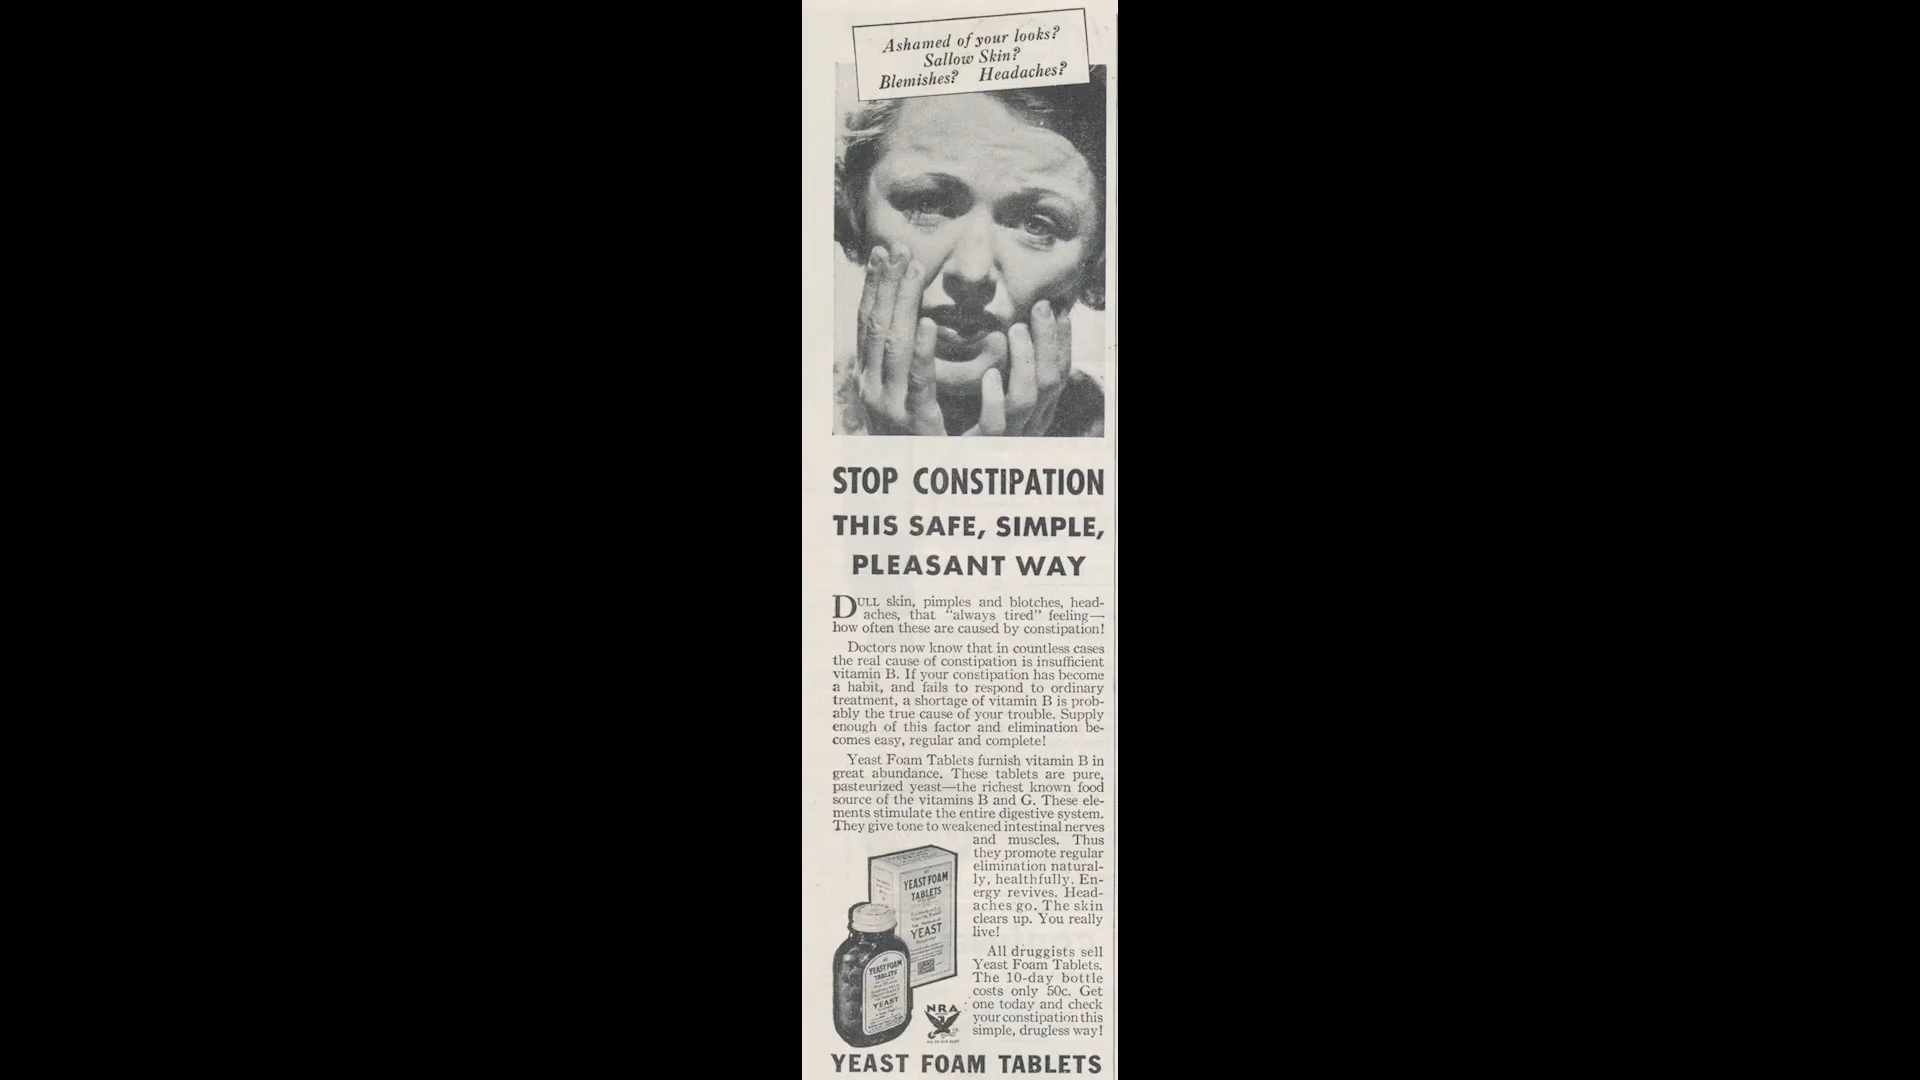 Ashamed of your looks?
Sallow Skin?
Blemishes? Headaches?
STOP CONSTIPATION
THIS SAFE, SIMPLE,
PLEASANT WAY
DULL skin, pimples and blotches, head-
aches, that "always tired" feeling—
how often these are caused by constipation!
Doctors now know that in countless cases
the real cause of constipation is insufficient
vitamin B. If your constipation has become
a habit, and fails to respond to ordinary
treatment, a shortage of vitamin B is prob-
ably the true cause of your trouble. Supply
enough of this factor and elimination be-
comes easy, regular and complete!
Yeast Foam Tablets furnish vitamin B in
great abundance. These tablets are pure,
pasteurized yeast—the richest known food
source of the vitamins B and G. These ele-
ments stimulate the entire digestive system.
They give tone to weakened intestinal nerves
and muscles. Thus
they promote regular
elimination natural-
ly, healthfully. En-
ergy revives. Head-
aches go. The skin
clears up. You really
live!
All druggists sell
Yeast Foam Tablets.
The 10-day bottle
costs only 50c. Get
one today and check
your constipation this
simple, drugless way!
YEAST FOAM
TABLETS
YEAST
YEAST FOAM
TABLETS
YEAST
NRA
YEAST FOAM TABLETS